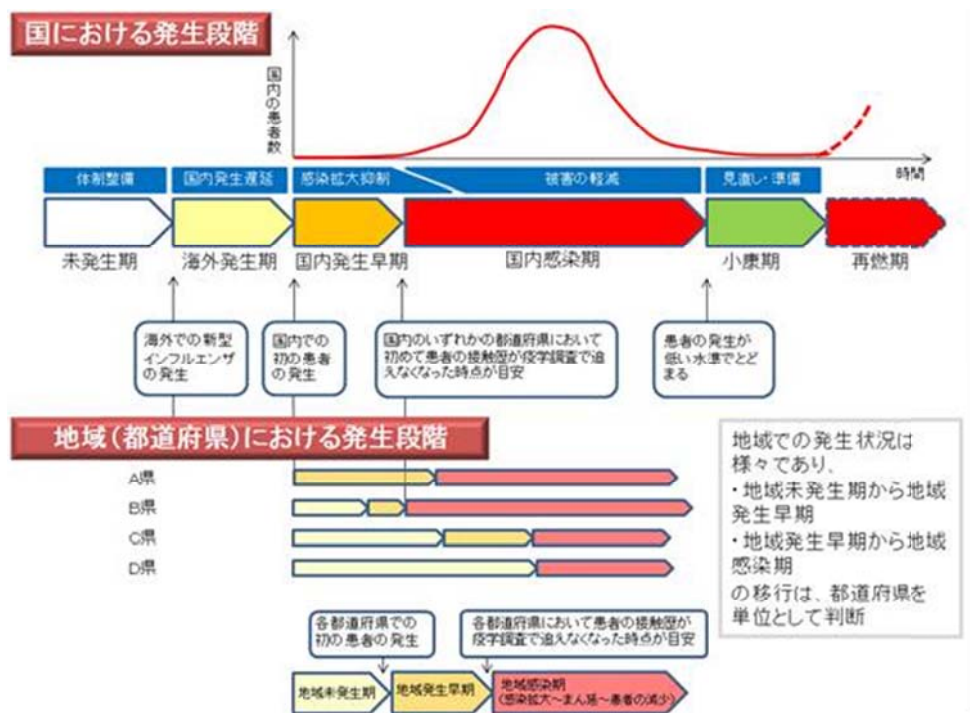 国における発生段階
国内の患者数
時間
体制整備
国内発生遅延
感染拡大抑制
被害の軽減
見直し・準備
未発生期
海外発生期
国内発生早期
国内感染期
小康期
再燃期
海外での新型
インフルエンザ
の発生
国内での
初の患者
の発生
国内のいずれかの都道府県において
初めて患者の接触歴が疫学調査で追
えなくなった時点が目安
患者の発生が
低い水準でとど
まる
地域(都道府県)における発生段階
A県
B県
C県
D県
地域での発生状況は
様々であり、
・地域未発生期から地域
発生早期
・地域発生早期から地域
感染期
の移行は、都道府県を
単位として判断
各都道府県での
初の患者の発生
各都道府県において患者の接触歴が
疫学調査で追えなくなった時点が目安
地域未発生期
地域発生早期
地域感染期
(感染拡大~まん延~患者の減少)